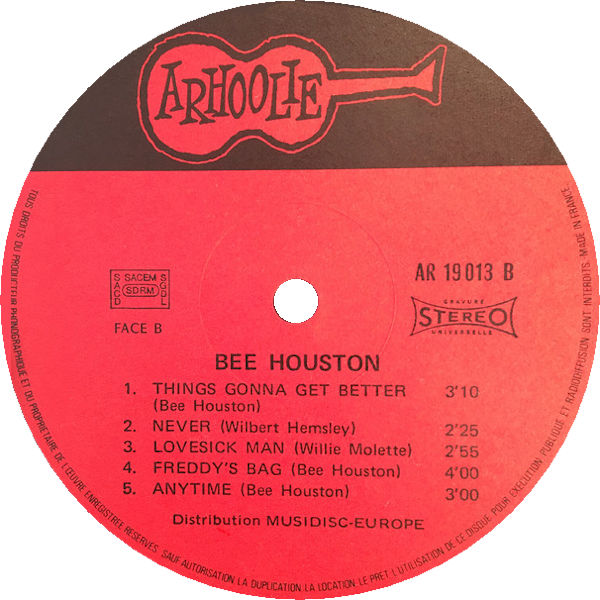 ARHOOLIE
AR 19013 B
SACEM
SACD
SDRM
SGDL
GRAVURE
STEREO
UNIVERSELLE
FACE B
BEE HOUSTON
1. THINGS GONNA GET BETTER 3'10
(Bee Houston)
2. NEVER (Wilbert Hemsley) 2'25
3. LOVESICK MAN (Willie Molette) 2'55
4. FREDDY'S BAG (Bee Houston) 4'00
5. ANYTIME (Bee Houston) 3'00
Distribution MUSIDISC-EUROPE
TOUS DROITS DU PRODUCTEUR PHONOGRAPHIQUE ET DU PROPRIETAIRE DE L'ŒUVRE ENREGISTREE RESERVES. SAUF AUTORISATION LA DUPLICATION LA LOCATION LE PRET L'UTILISATION DE CE DISQUE POUR EXECUTION PUBLIQUE ET RADIODIFFUSION SONT INTERDITS. MADE IN FRANCE.